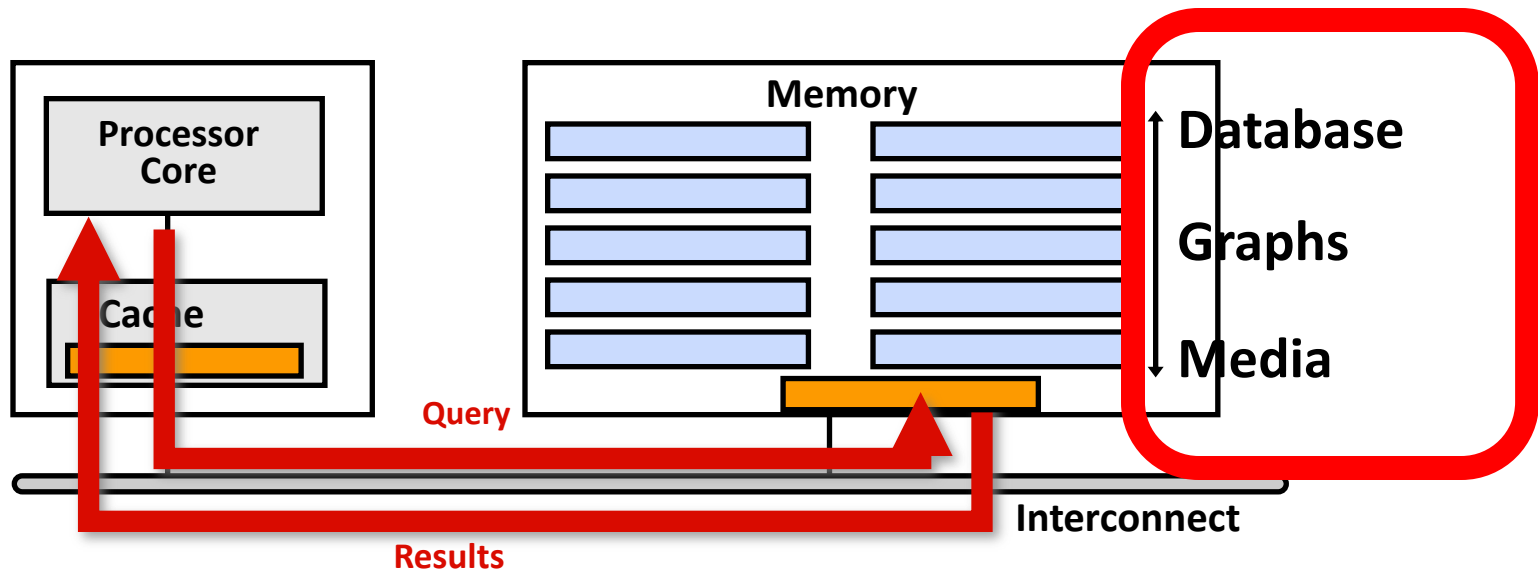 Processor
Core
Cache
Memory
Database
Graphs
Media
Query
Results
Interconnect